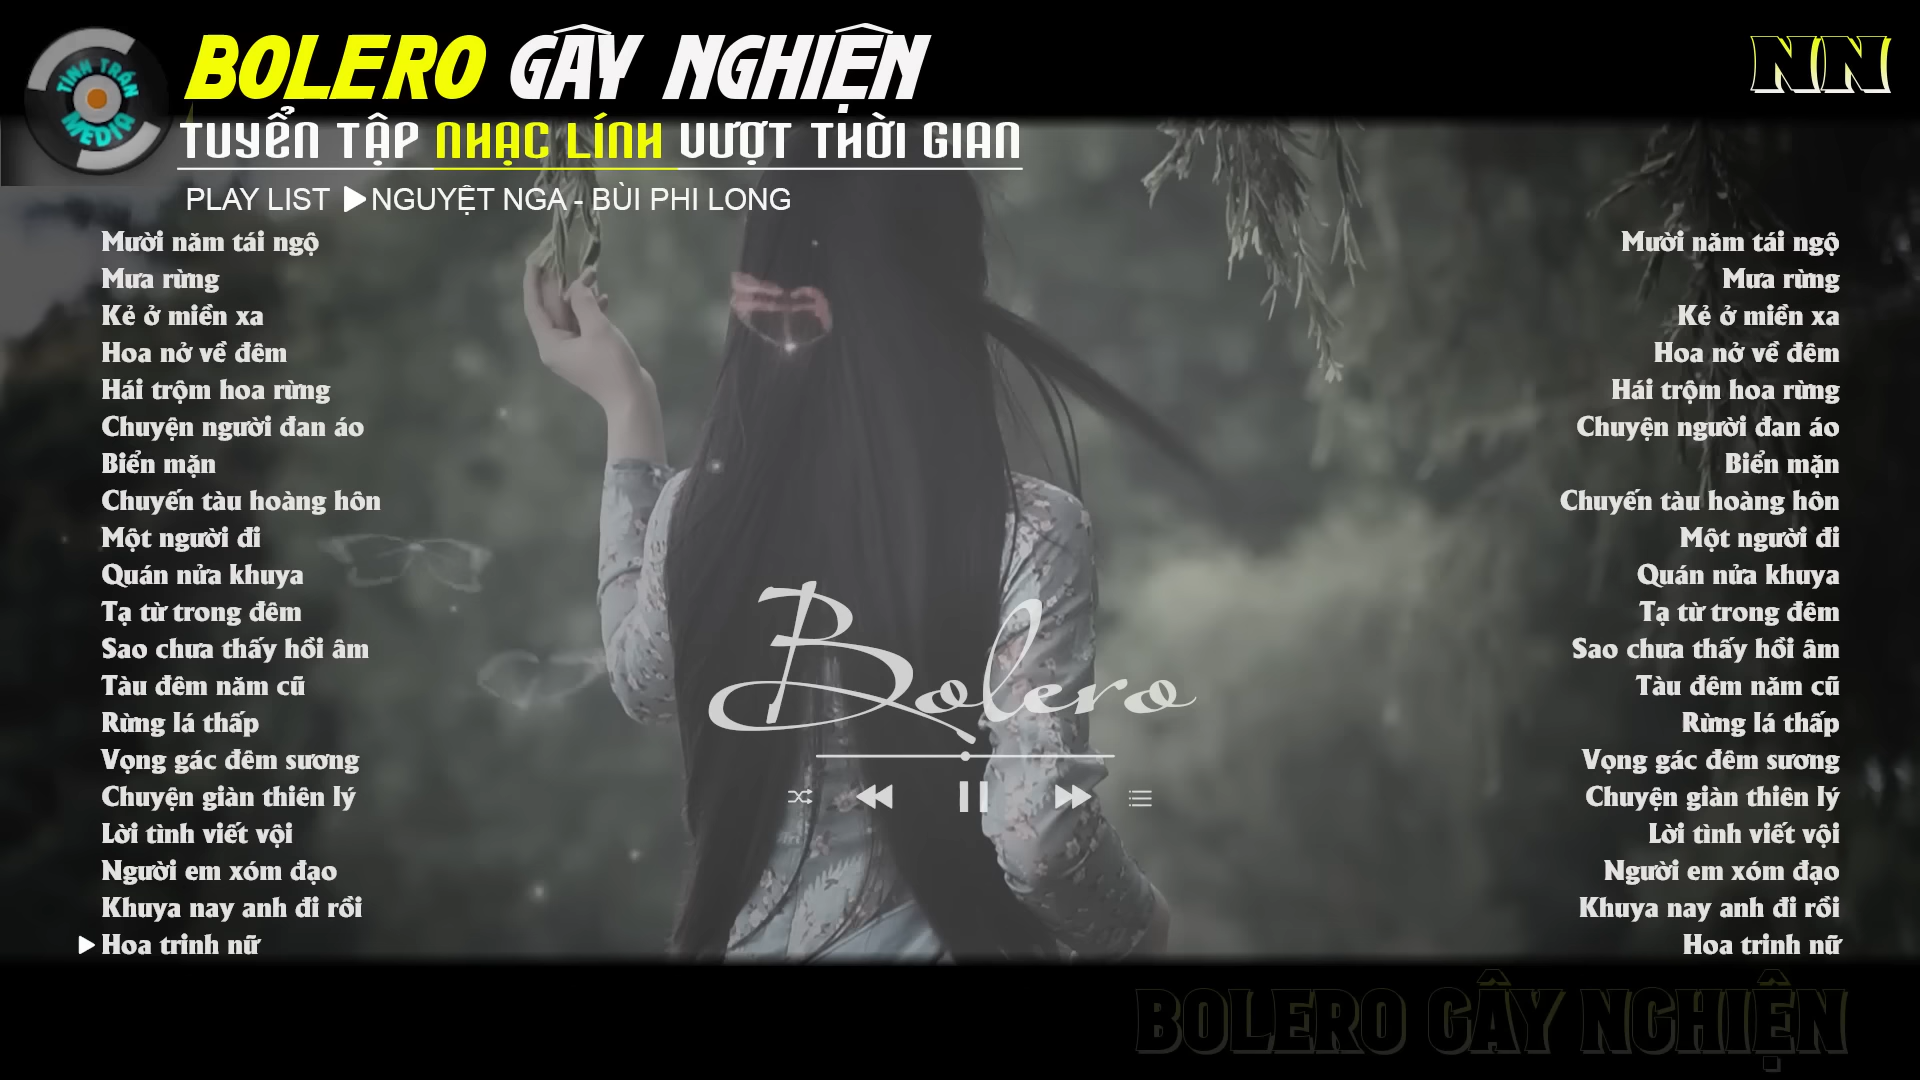 TÌNH TRẦN
MEDIA
BOLERO GÂY NGHIỆN
NN
TUYỂN TẬP NHẠC LÍNH VƯỢT THỜI GIAN
PLAY LIST ▶NGUYỆT NGA - BÙI PHI LONG
Mười năm tái ngộ
Mưa rừng
Kẻ ở miền xa
Hoa nở về đêm
Hái trộm hoa rừng
Chuyện người đan áo
Biển mặn
Chuyến tàu hoàng hôn
Một người đi
Quán nửa khuya
Tạ từ trong đêm
Sao chưa thấy hồi âm
Tàu đêm năm cũ
Rừng lá thấp
Vọng gác đêm sương
Chuyện giàn thiên lý
Lời tình viết vội
Người em xóm đạo
Khuya nay anh đi rồi
Hoa trinh nữ
Bolero
Mười năm tái ngộ
Mưa rừng
Kẻ ở miền xa
Hoa nở về đêm
Hái trộm hoa rừng
Chuyện người đan áo
Biển mặn
Chuyến tàu hoàng hôn
Một người đi
Quán nửa khuya
Tạ từ trong đêm
Sao chưa thấy hồi âm
Tàu đêm năm cũ
Rừng lá thấp
Vọng gác đêm sương
Chuyện giàn thiên lý
Lời tình viết vội
Người em xóm đạo
Khuya nay anh đi rồi
Hoa trinh nữ
BOLERO GÂY NGHIỆN